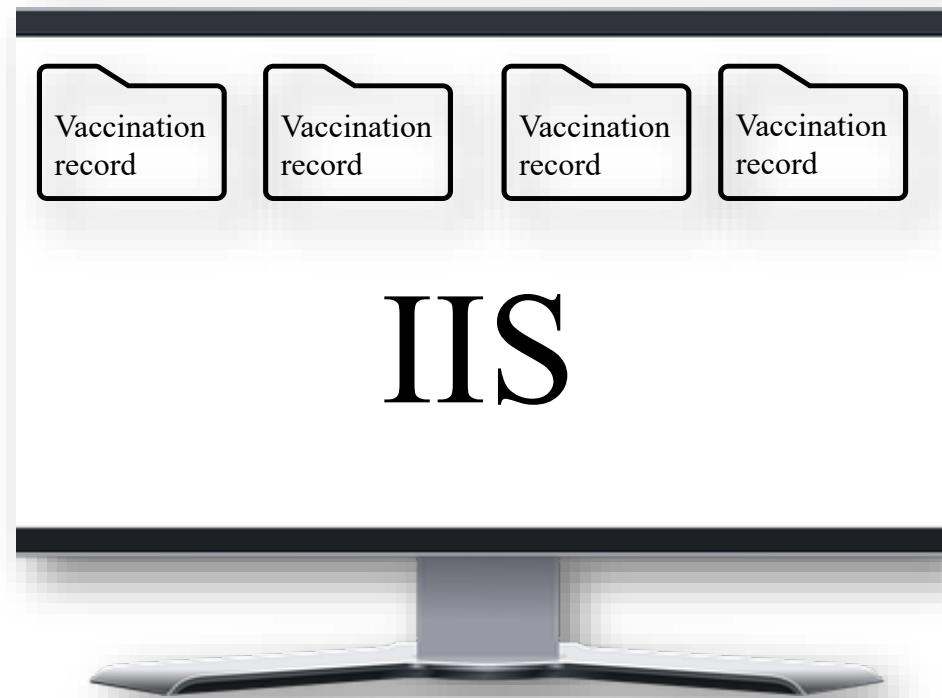 Vaccination
record
Vaccination
record
Vaccination
record
Vaccination
record
IIS